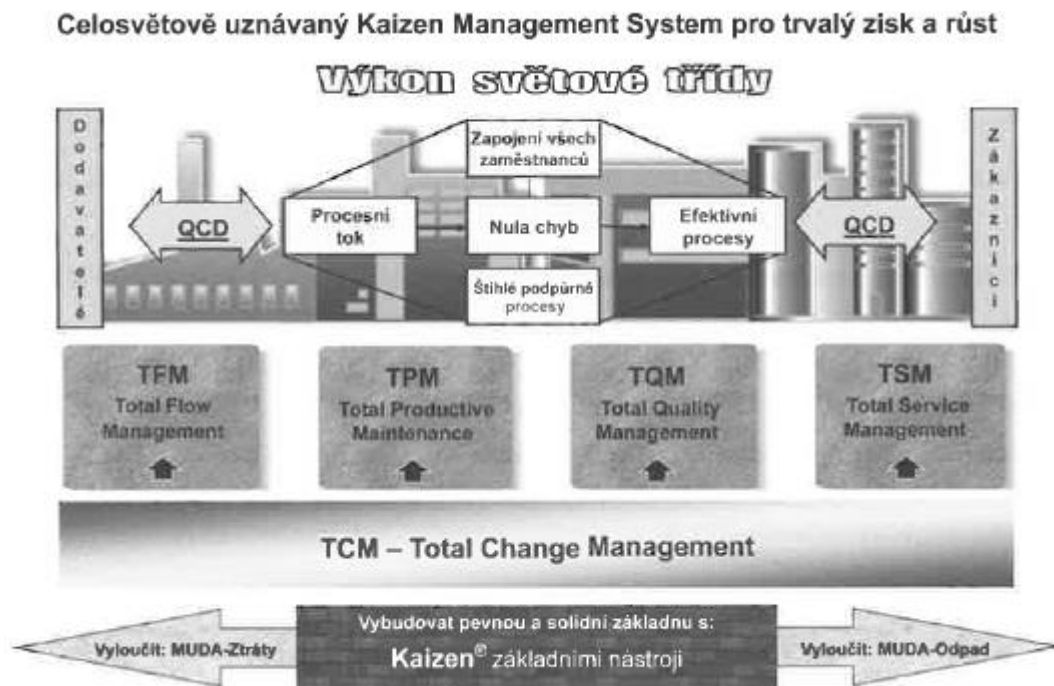 Celosvětově uznávaný Kaizen Management System pro trvalý zisk a růst
Výkon světové třídy
Dodavatelé
QCD
Procesní
tok
Zapojení všech
zaměstnanců
Nula chyb
Štíhlé podpůrné
procesy
Efektivní
procesy
QCD
Zákazníci
TFM
Total Flow
Management
TPM
Total Productive
Maintenance
TQM
Total Quality
Management
TSM
Total Service
Management
TCM – Total Change Management
Vyloučit: MUDA-Ztráty
Vybudovat pevnou a solidní základnu s:
Kaizen® základními nástroji
Vyloučit: MUDA-Odpad